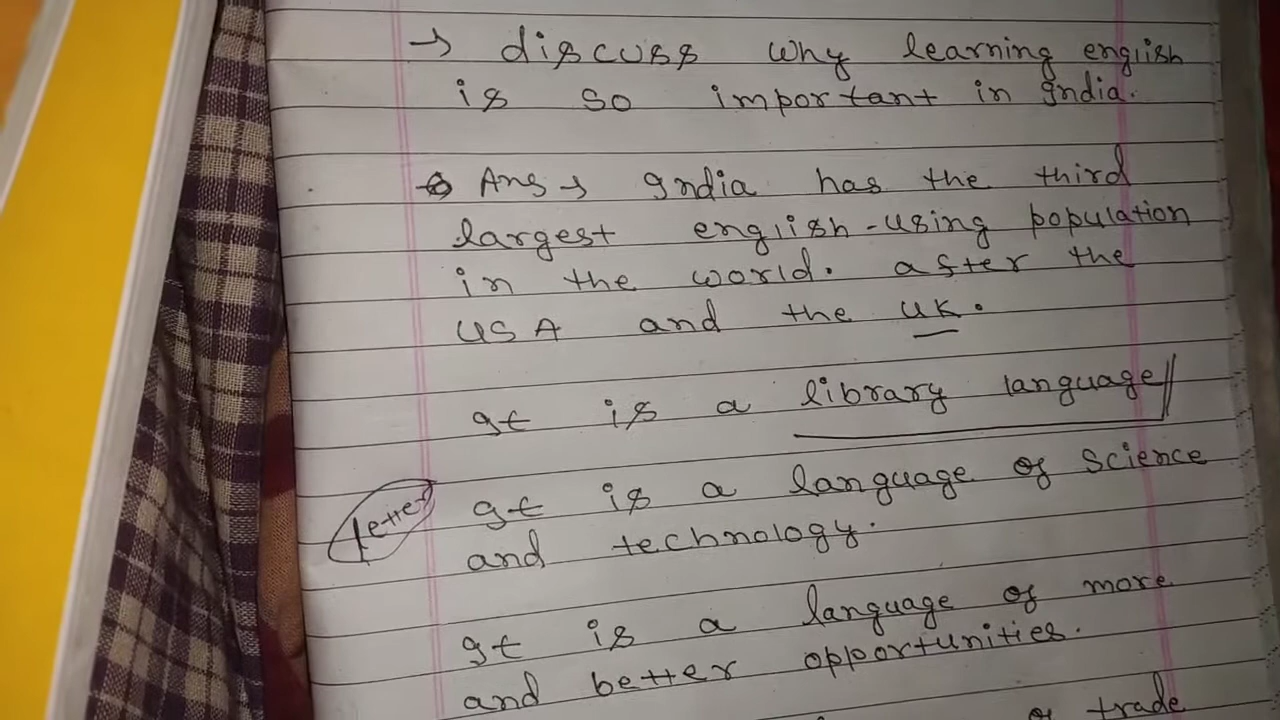 → discuss why learning english
is so important in India.
Ans → India has the third
largest english-using population
in the world. after the
USA and the UK.
It is a library language
letter
It is a language of science
and technology.
It is a language of more
and better opportunities.
of trade